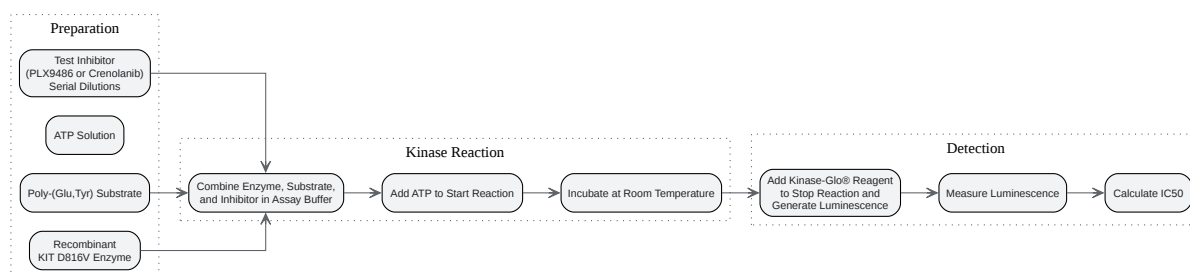 Preparation
Test Inhibitor
(PLX9486 or Crenolanib)
Serial Dilutions
ATP Solution
Poly-(Glu,Tyr) Substrate
Recombinant
KIT D816V Enzyme
Kinase Reaction
Combine Enzyme, Substrate,
and Inhibitor in Assay Buffer
Add ATP to Start Reaction
Incubate at Room Temperature
Detection
Add Kinase-Glo® Reagent
to Stop Reaction and
Generate Luminescence
Measure Luminescence
Calculate IC50